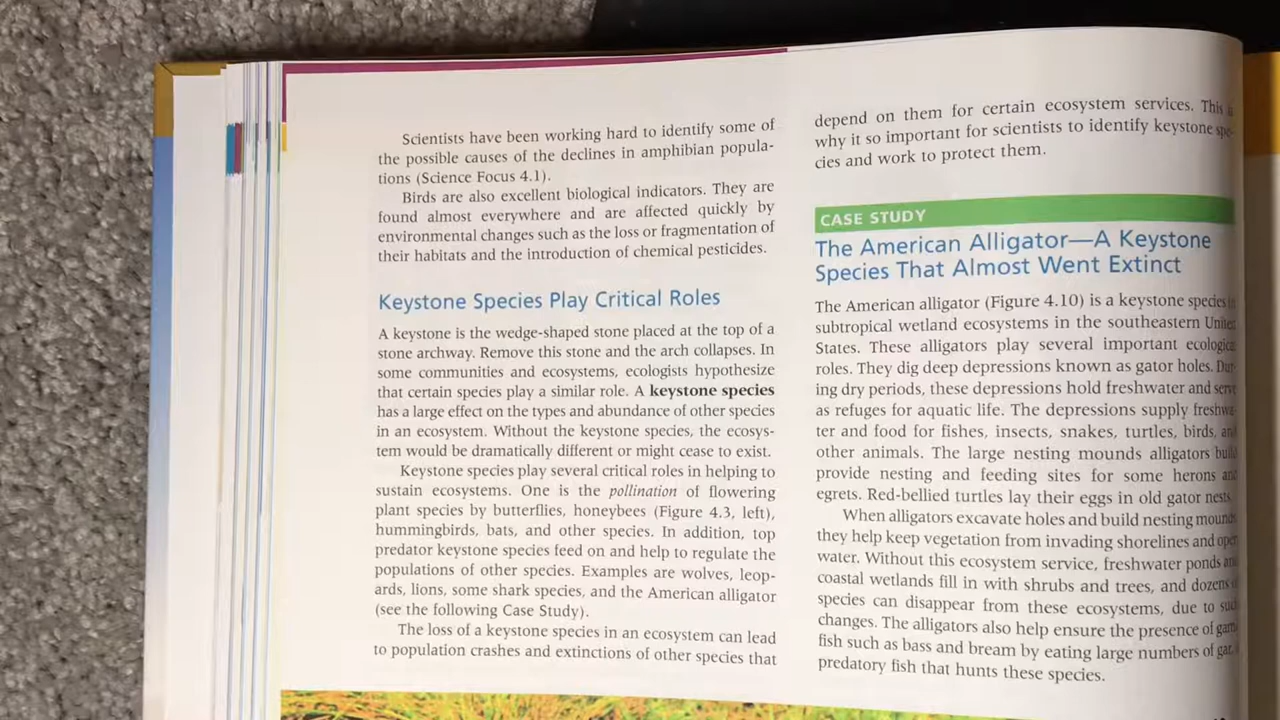 Scientists have been working hard to identify some of
the possible causes of the declines in amphibian popula-
tions (Science Focus 4.1).
Birds are also excellent biological indicators. They are
found almost everywhere and are affected quickly by
environmental changes such as the loss or fragmentation of
their habitats and the introduction of chemical pesticides.
Keystone Species Play Critical Roles
A keystone is the wedge-shaped stone placed at the top of a
stone archway. Remove this stone and the arch collapses. In
some communities and ecosystems, ecologists hypothesize
that certain species play a similar role. A keystone species
has a large effect on the types and abundance of other species
in an ecosystem. Without the keystone species, the ecosys-
tem would be dramatically different or might cease to exist.
Keystone species play several critical roles in helping to
sustain ecosystems. One is the pollination of flowering
plant species by butterflies, honeybees (Figure 4.3, left),
hummingbirds, bats, and other species. In addition, top
predator keystone species feed on and help to regulate the
populations of other species. Examples are wolves, leop-
ards, lions, some shark species, and the American alligator
(see the following Case Study).
The loss of a keystone species in an ecosystem can lead
to population crashes and extinctions of other species that
depend on them for certain ecosystem services. This
why it so important for scientists to identify keystone spe-
cies and work to protect them.
CASE STUDY
The American Alligator—A Keystone
Species That Almost Went Extinct
The American alligator (Figure 4.10) is a keystone species
subtropical wetland ecosystems in the southeastern United
States. These alligators play several important ecological
roles. They dig deep depressions known as gator holes. Dur-
ing dry periods, these depressions hold freshwater and serve
as refuges for aquatic life. The depressions supply freshwa-
ter and food for fishes, insects, snakes, turtles, birds, and
other animals. The large nesting mounds alligators build
provide nesting and feeding sites for some herons and
egrets. Red-bellied turtles lay their eggs in old gator nests.
When alligators excavate holes and build nesting mounds,
they help keep vegetation from invading shorelines and open
water. Without this ecosystem service, freshwater ponds and
coastal wetlands fill in with shrubs and trees, and dozens
species can disappear from these ecosystems, due to such
changes. The alligators also help ensure the presence of game
fish such as bass and bream by eating large numbers of gar,
predatory fish that hunts these species.